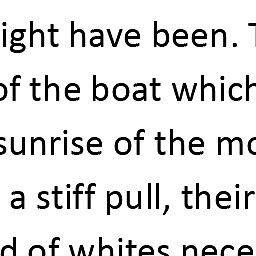 ight have been. T
of the boat which
sunrise of the mo
a stiff pull, their
d of whites nece